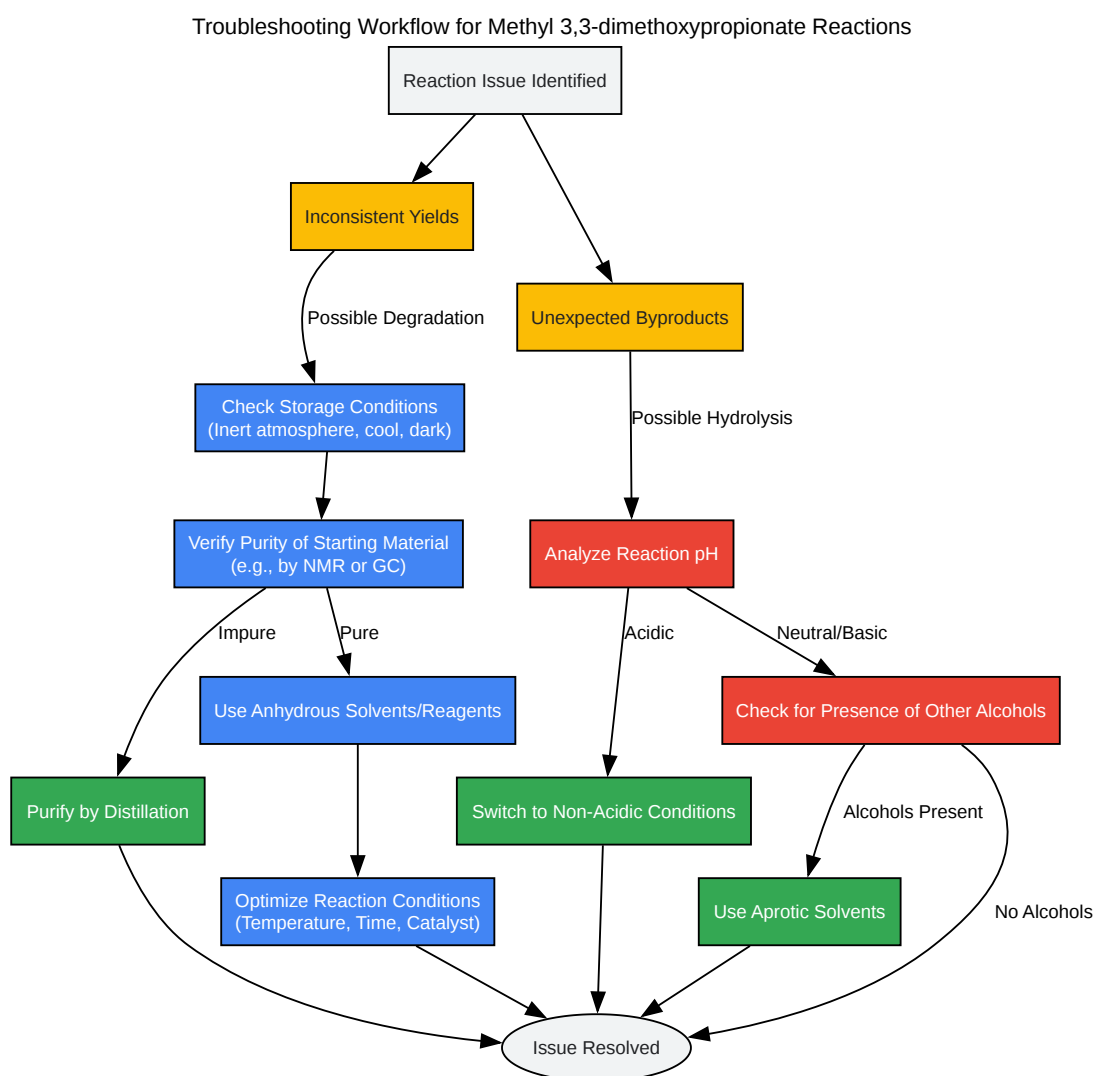 Troubleshooting Workflow for Methyl 3,3-dimethoxypropionate Reactions
Reaction Issue Identified
Inconsistent Yields
Unexpected Byproducts
Possible Degradation
Check Storage Conditions
(Inert atmosphere, cool, dark)
Possible Hydrolysis
Verify Purity of Starting Material
(e.g., by NMR or GC)
Analyze Reaction pH
Impure
Pure
Acidic
Neutral/Basic
Use Anhydrous Solvents/Reagents
Check for Presence of Other Alcohols
Purify by Distillation
Switch to Non-Acidic Conditions
Alcohols Present
Optimize Reaction Conditions
(Temperature, Time, Catalyst)
Use Aprotic Solvents
No Alcohols
Issue Resolved